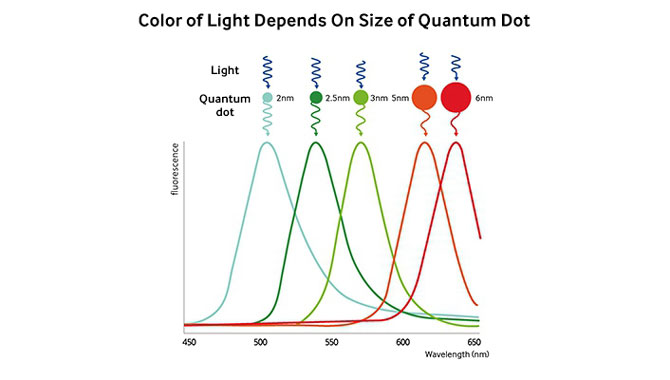 Color of Light Depends On Size of Quantum Dot
Light
Quantum
dot
2nm
2.5nm
3nm
5nm
6nm
fluorescence
450
500
550
600
650
Wavelength(nm)